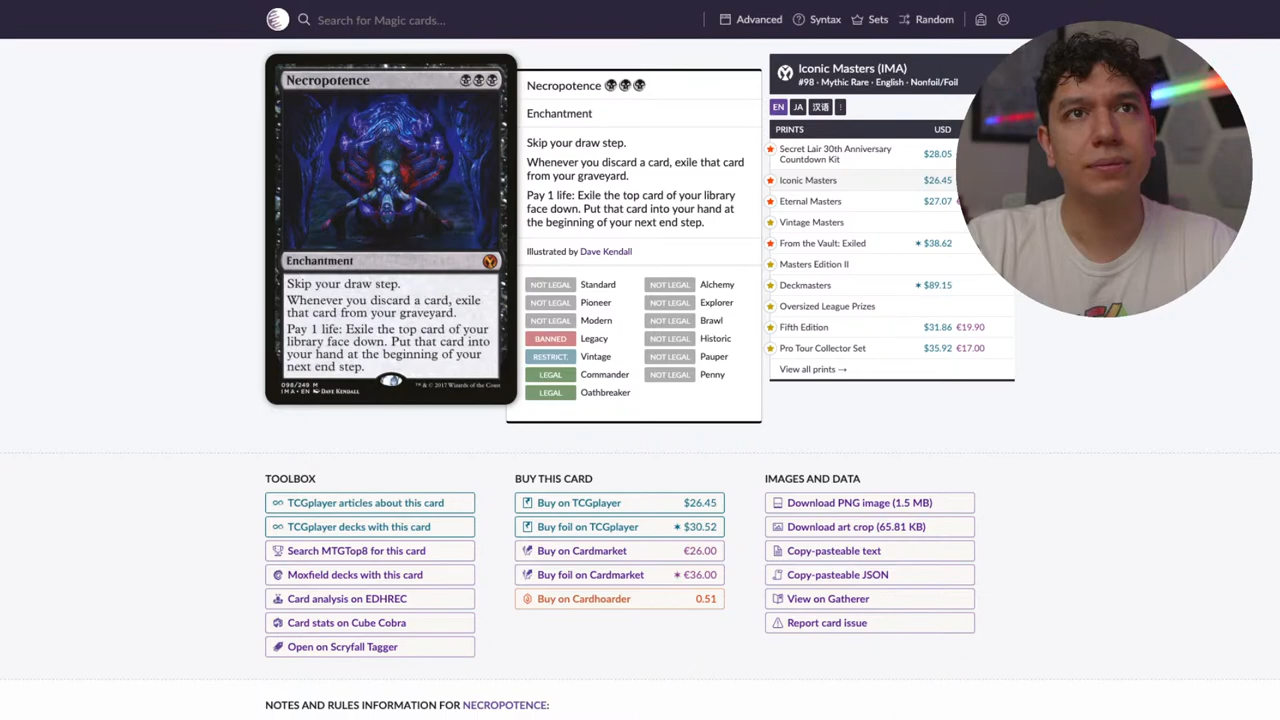 Search for Magic cards...
Advanced
Syntax
Sets
Random
Necropotence
Enchantment
Skip your draw step.
Whenever you discard a card, exile
that card from your graveyard.
Pay 1 life: Exile the top card of your
library face down. Put that card into
your hand at the beginning of your
next end step.
098/249 M
IMA • EN DAVE KENDALL
™ & © 2017 Wizards of the Coast
Necropotence
Enchantment
Skip your draw step.
Whenever you discard a card, exile that card
from your graveyard.
Pay 1 life: Exile the top card of your library
face down. Put that card into your hand at
the beginning of your next end step.
Illustrated by Dave Kendall
NOT LEGAL Standard NOT LEGAL Alchemy
NOT LEGAL Pioneer NOT LEGAL Explorer
NOT LEGAL Modern NOT LEGAL Brawl
BANNED Legacy NOT LEGAL Historic
RESTRICT. Vintage NOT LEGAL Pauper
LEGAL Commander NOT LEGAL Penny
LEGAL Oathbreaker
Iconic Masters (IMA)
#98 · Mythic Rare · English · Nonfoil/Foil
EN JA 汉语
PRINTS USD
Secret Lair 30th Anniversary
Countdown Kit $28.05
Iconic Masters $26.45
Eternal Masters $27.07
Vintage Masters
From the Vault: Exiled $38.62
Masters Edition II
Deckmasters $89.15
Oversized League Prizes
Fifth Edition $31.86 €19.90
Pro Tour Collector Set $35.92 €17.00
View all prints →
TOOLBOX
TCGplayer articles about this card
TCGplayer decks with this card
Search MTGTop8 for this card
Moxfield decks with this card
Card analysis on EDHREC
Card stats on Cube Cobra
Open on Scryfall Tagger
BUY THIS CARD
Buy on TCGplayer $26.45
Buy foil on TCGplayer $30.52
Buy on Cardmarket €26.00
Buy foil on Cardmarket €36.00
Buy on Cardhoarder 0.51
IMAGES AND DATA
Download PNG image (1.5 MB)
Download art crop (65.81 KB)
Copy-pasteable text
Copy-pasteable JSON
View on Gatherer
Report card issue
NOTES AND RULES INFORMATION FOR NECROPOTENCE: